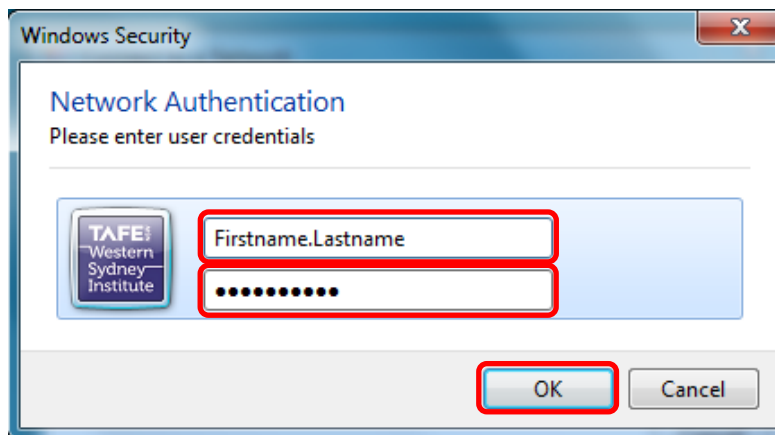 Windows Security
Network Authentication
Please enter user credentials
TAFE NSW
Western
Sydney
Institute
Firstname.Lastname
●●●●●●●●●●
OK
Cancel